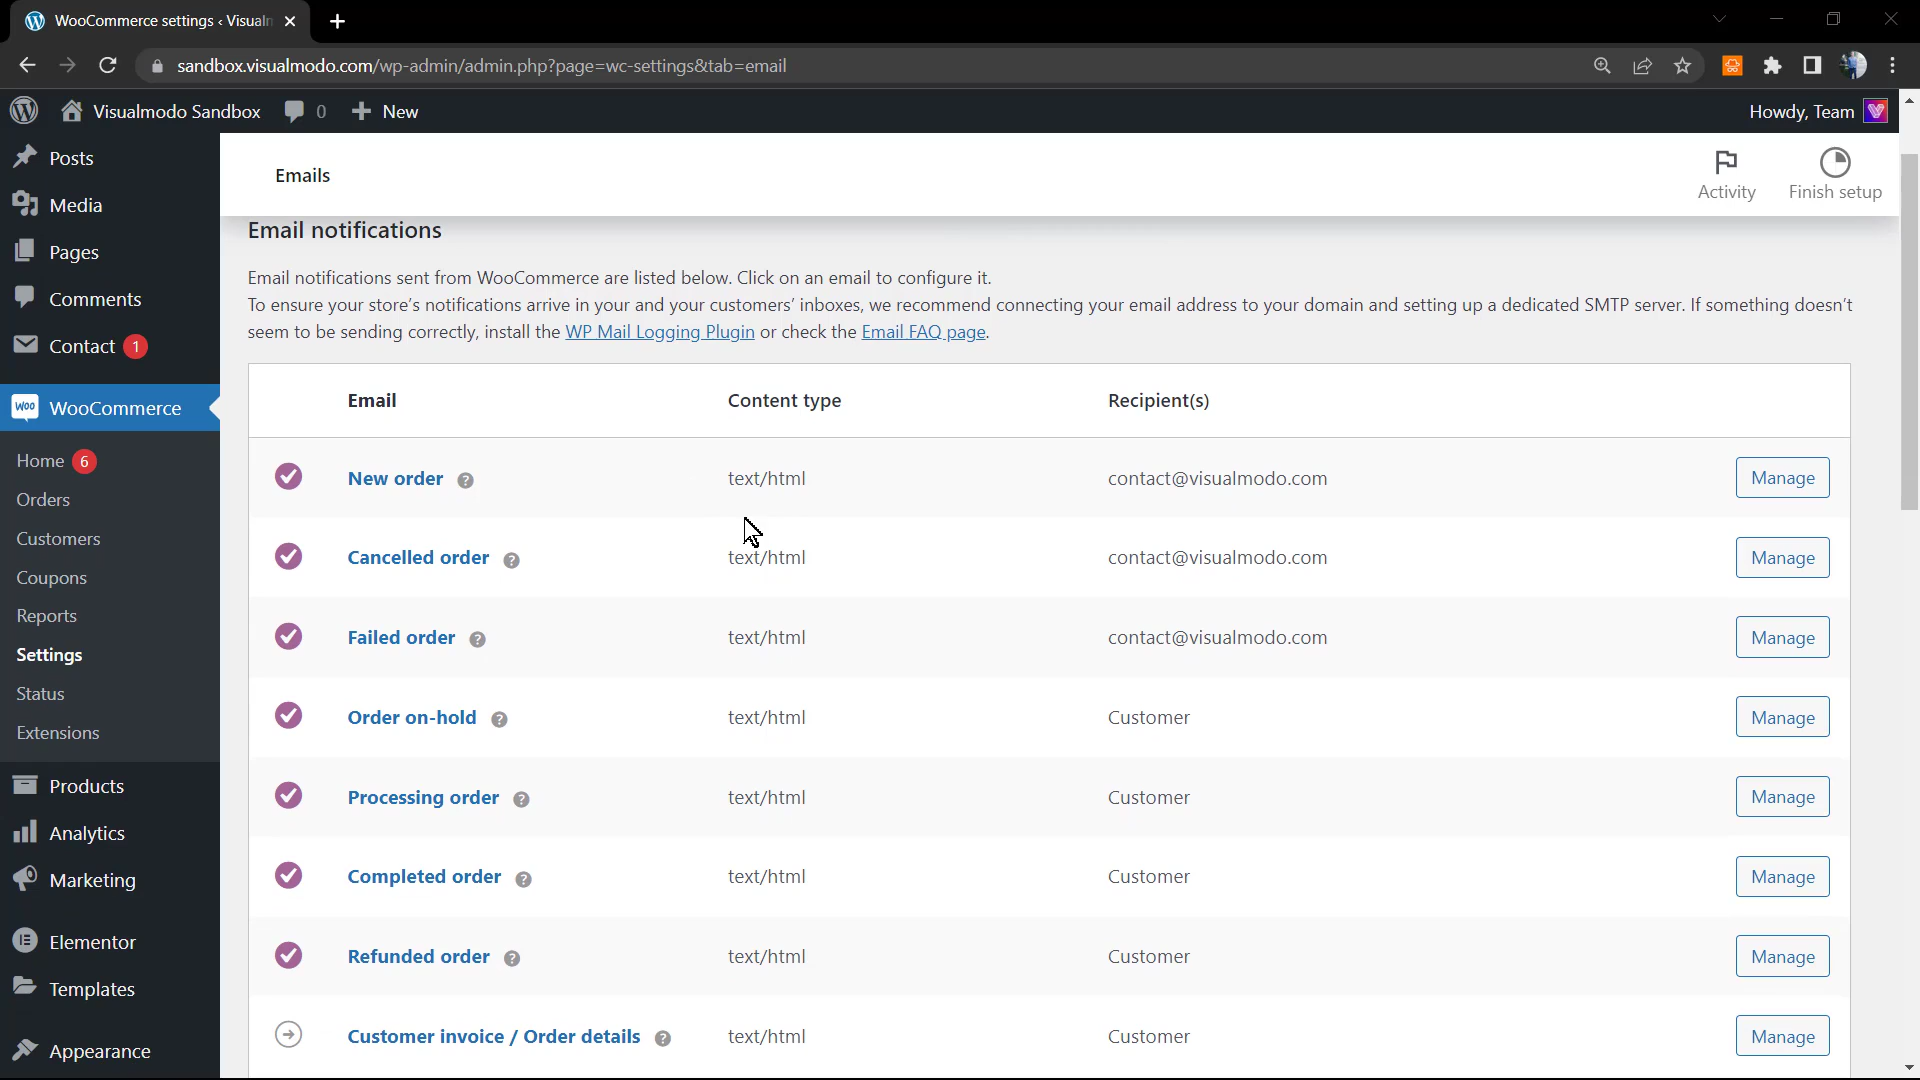 WooCommerce settings ‹ Visualm
sandbox.visualmodo.com/wp-admin/admin.php?page=wc-settings&tab=email
Visualmodo Sandbox 0 New
Howdy, Team
Posts
Media
Pages
Comments
Contact 1
WooCommerce
Home 6
Orders
Customers
Coupons
Reports
Settings
Status
Extensions
Products
Analytics
Marketing
Elementor
Templates
Appearance
Emails
Activity
Finish setup
Email notifications
Email notifications sent from WooCommerce are listed below. Click on an email to configure it.
To ensure your store's notifications arrive in your and your customers' inboxes, we recommend connecting your email address to your domain and setting up a dedicated SMTP server. If something doesn't
seem to be sending correctly, install the WP Mail Logging Plugin or check the Email FAQ page.
Email Content type Recipient(s)
New order ? text/html contact@visualmodo.com Manage
Cancelled order ? text/html contact@visualmodo.com Manage
Failed order ? text/html contact@visualmodo.com Manage
Order on-hold ? text/html Customer Manage
Processing order ? text/html Customer Manage
Completed order ? text/html Customer Manage
Refunded order ? text/html Customer Manage
Customer invoice / Order details ? text/html Customer Manage